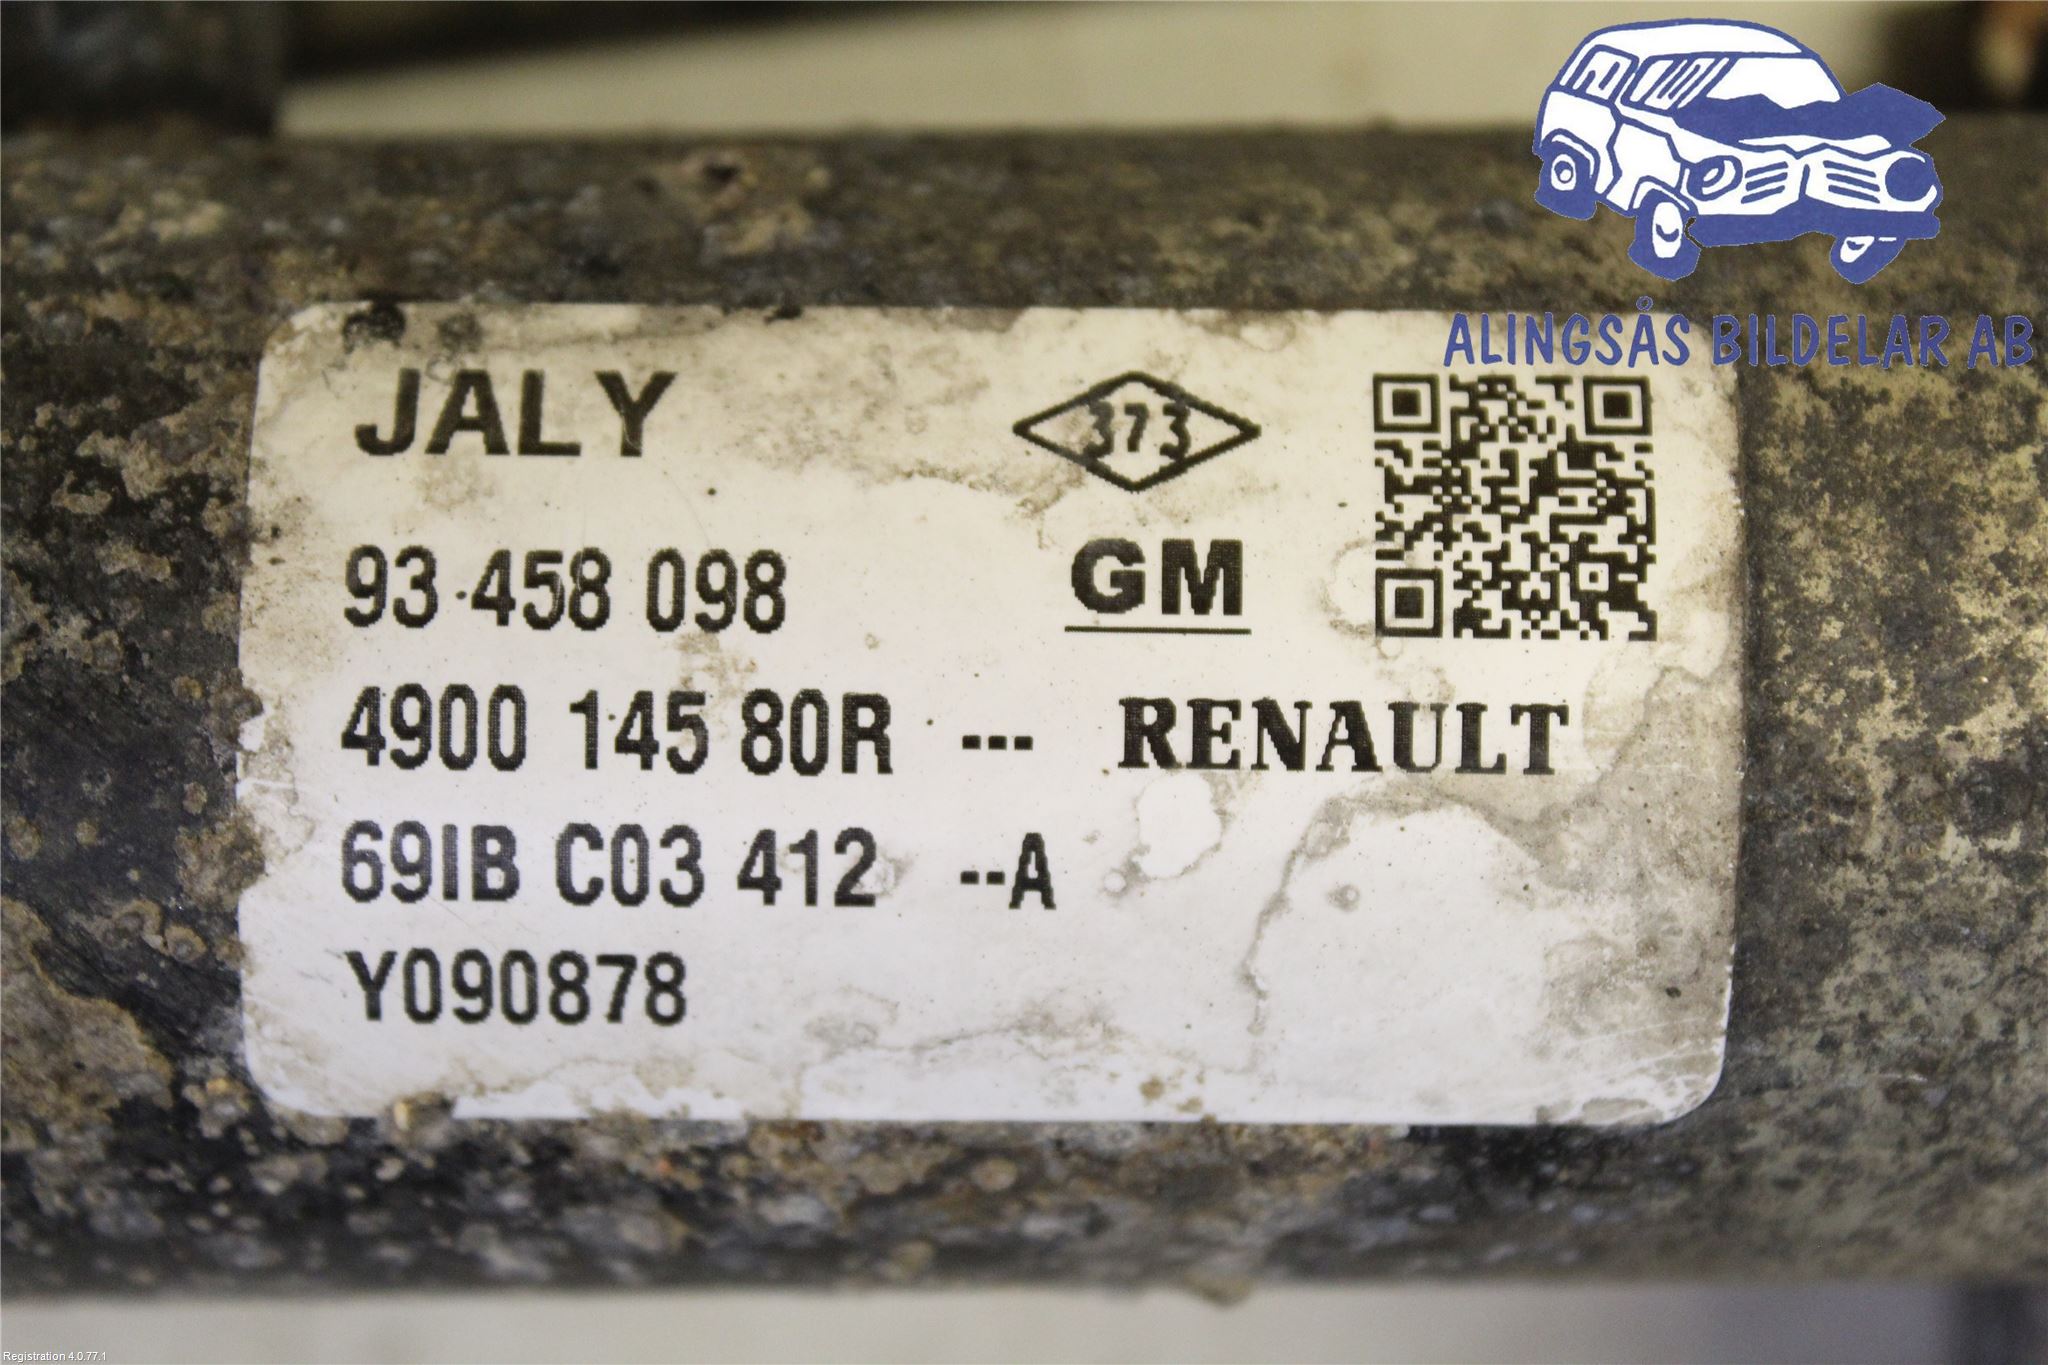 ALINGSÅS BILDELAR AB
JALY
373
93 458 098
GM
4900 145 80R --- RENAULT
69IB C03 412 --A
Y090878
Registration 4.0.77.1